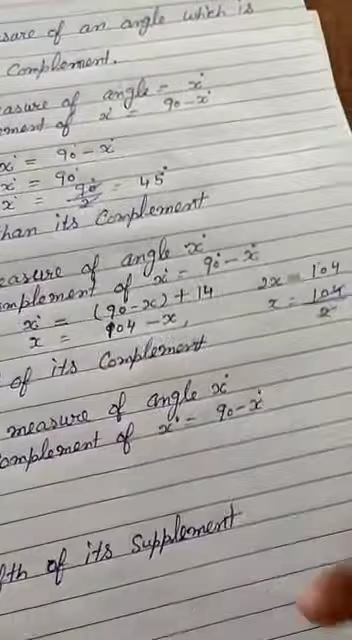 sure of an angle which is
Complement.
easure of angle = x°
ement of x° = 90 - x°
x° = 90 - x°
x° = 90°
x° = 90/2 = 45°
than its Complement
easure of angle x°
mplement of x° = 90 - x°
x° = (90 - x) + 14
x = 104 - x,
2x = 104
x = 104/2
of its Complement
measure of angle x°
omplement of x° = 90 - x°
fth of its Supplement